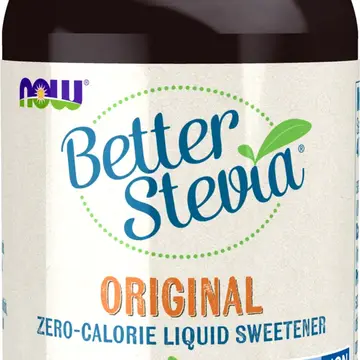 NOW
Better
Stevia®
ORIGINAL
ZERO-CALORIE LIQUID SWEETENER